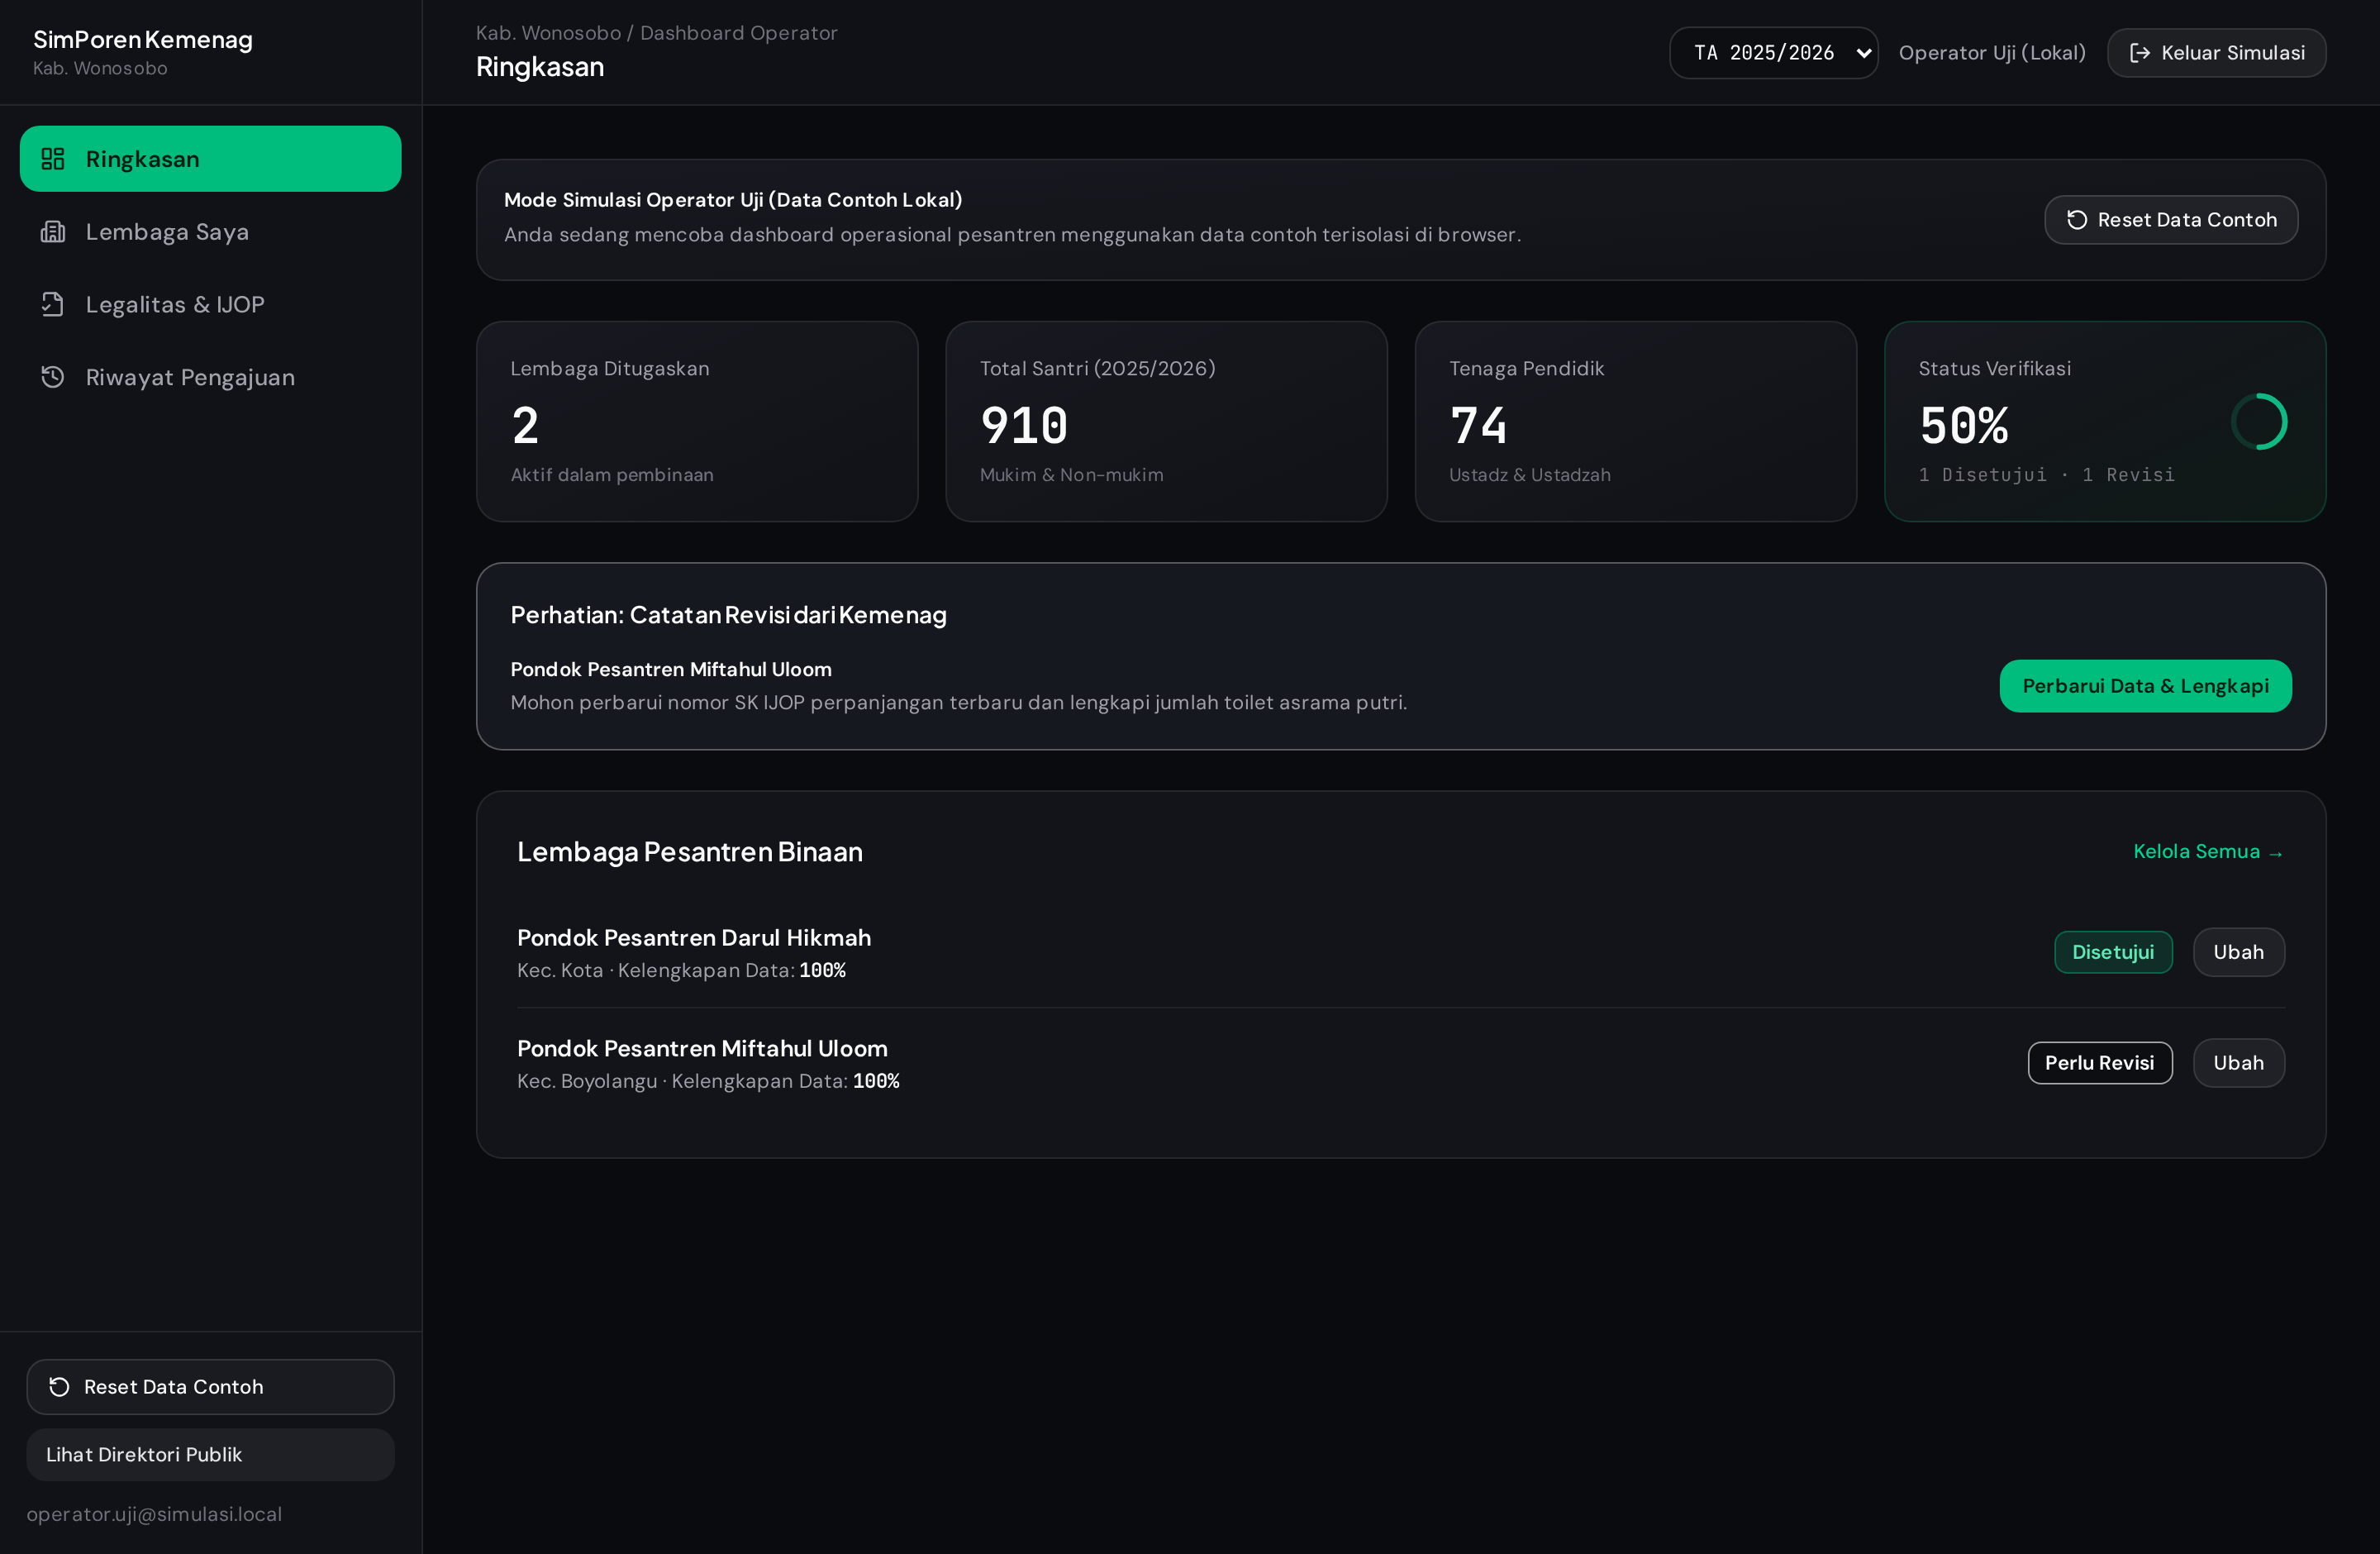 SimPoren Kemenag
Kab. Wonosobo
Kab. Wonosobo / Dashboard Operator
Ringkasan
TA 2025/2026
Operator Uji (Lokal)
Keluar Simulasi
Ringkasan
Lembaga Saya
Legalitas & IJOP
Riwayat Pengajuan
Mode Simulasi Operator Uji (Data Contoh Lokal)
Anda sedang mencoba dashboard operasional pesantren menggunakan data contoh terisolasi di browser.
Reset Data Contoh
Lembaga Ditugaskan
2
Aktif dalam pembinaan
Total Santri (2025/2026)
910
Mukim & Non-mukim
Tenaga Pendidik
74
Ustadz & Ustadzah
Status Verifikasi
50%
1 Disetujui · 1 Revisi
Perhatian: Catatan Revisi dari Kemenag
Pondok Pesantren Miftahul Uloom
Mohon perbarui nomor SK IJOP perpanjangan terbaru dan lengkapi jumlah toilet asrama putri.
Perbarui Data & Lengkapi
Lembaga Pesantren Binaan
Kelola Semua →
Pondok Pesantren Darul Hikmah
Kec. Kota · Kelengkapan Data: 100%
Disetujui
Ubah
Pondok Pesantren Miftahul Uloom
Kec. Boyolangu · Kelengkapan Data: 100%
Perlu Revisi
Ubah
Reset Data Contoh
Lihat Direktori Publik
operator.uji@simulasi.local